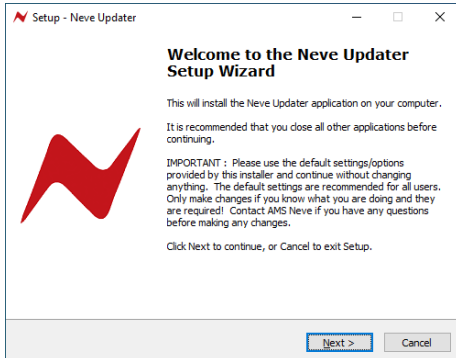 Setup - Neve Updater
Welcome to the Neve Updater
Setup Wizard
This will install the Neve Updater application on your computer.
It is recommended that you close all other applications before
continuing.
IMPORTANT :  Please use the default settings/options
provided by this installer and continue without changing
anything.  The default settings are recommended for all users.
Only make changes if you know what you are doing and they
are required!  Contact AMS Neve if you have any questions
before making any changes.
Click Next to continue, or Cancel to exit Setup.
Next >
Cancel